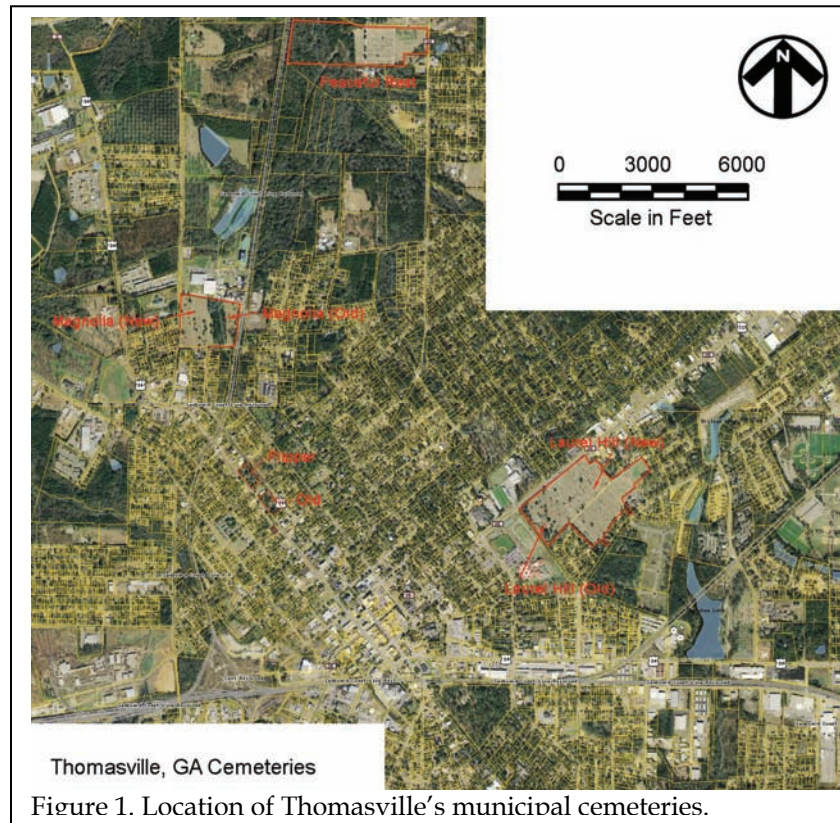 Peaceful Rest
N
0 3000 6000
Scale in Feet
Magnolia (New)
Magnolia (Old)
Flipper
Old
Laurel Hill (New)
Laurel Hill (Old)
Thomasville, GA Cemeteries
Figure 1. Location of Thomasville's municipal cemeteries.